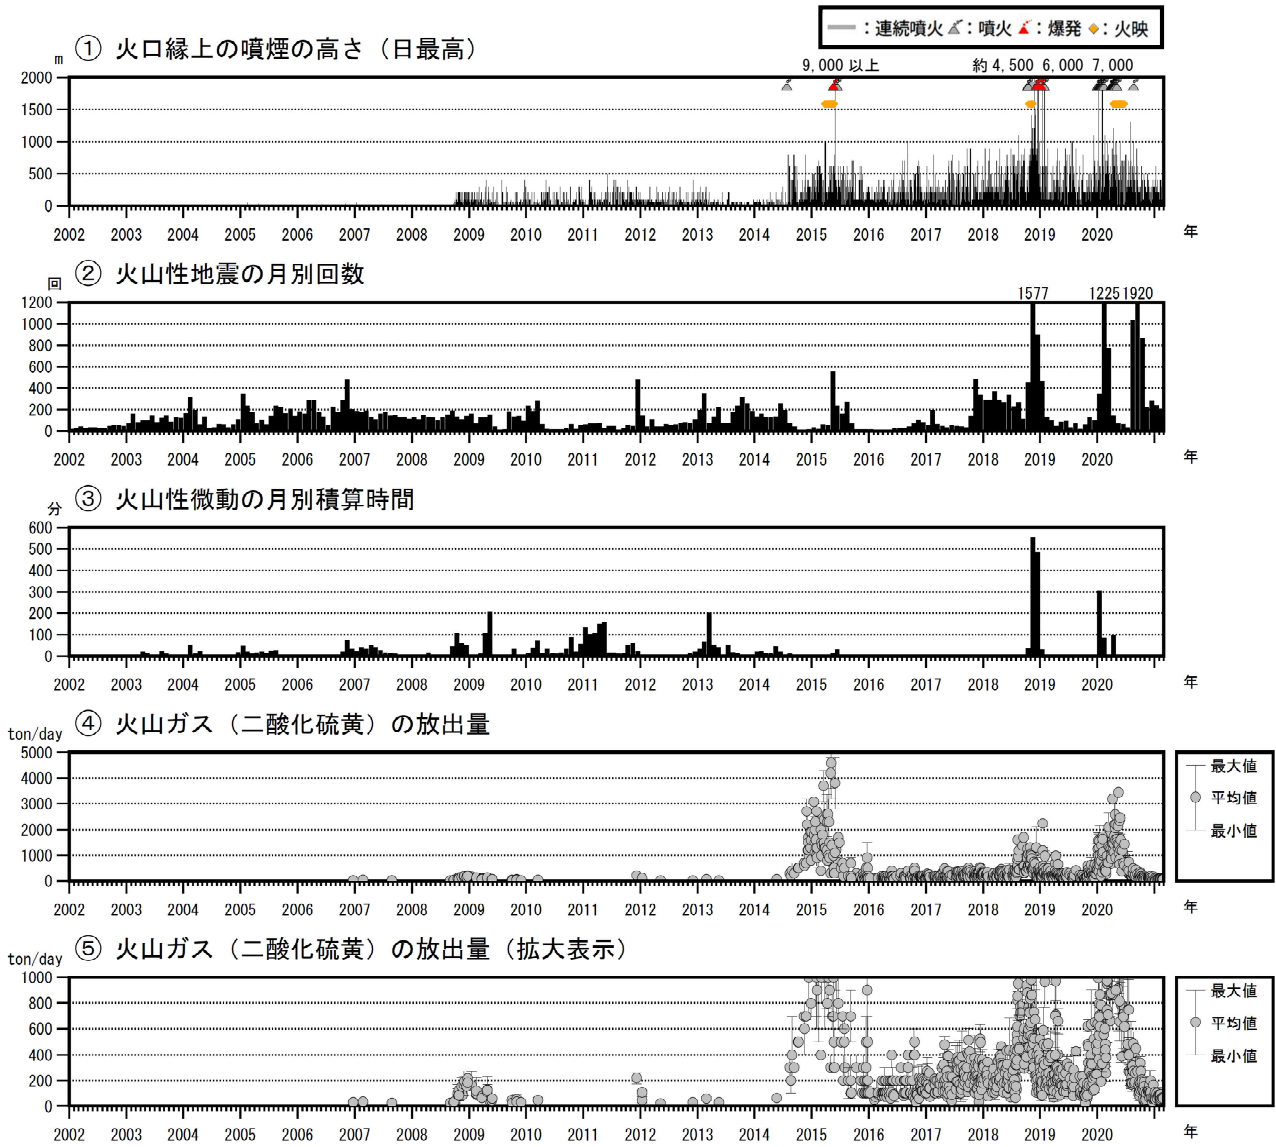 ━━：連続噴火 ：噴火 ：爆発 ：火映
① 火口縁上の噴煙の高さ（日最高）
m
9,000 以上 約 4,500 6,000 7,000
2000
1500
1000
500
0
2002 2003 2004 2005 2006 2007 2008 2009 2010 2011 2012 2013 2014 2015 2016 2017 2018 2019 2020 年
② 火山性地震の月別回数
回
1577 1225 1920
1200
1000
800
600
400
200
0
2002 2003 2004 2005 2006 2007 2008 2009 2010 2011 2012 2013 2014 2015 2016 2017 2018 2019 2020 年
③ 火山性微動の月別積算時間
分
600
500
400
300
200
100
0
2002 2003 2004 2005 2006 2007 2008 2009 2010 2011 2012 2013 2014 2015 2016 2017 2018 2019 2020 年
④ 火山ガス（二酸化硫黄）の放出量
ton/day
5000
4000
3000
2000
1000
0
最大値
平均値
最小値
2002 2003 2004 2005 2006 2007 2008 2009 2010 2011 2012 2013 2014 2015 2016 2017 2018 2019 2020 年
⑤ 火山ガス（二酸化硫黄）の放出量（拡大表示）
ton/day
1000
800
600
400
200
0
最大値
平均値
最小値
2002 2003 2004 2005 2006 2007 2008 2009 2010 2011 2012 2013 2014 2015 2016 2017 2018 2019 2020 年